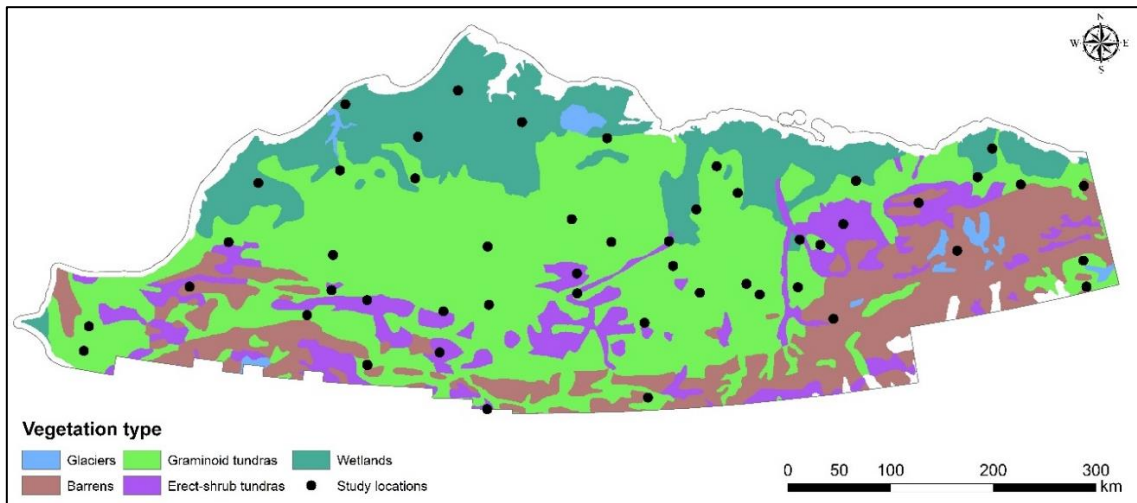 N
W E
S
Vegetation type
Glaciers Graminoid tundras Wetlands
Barrens Erect-shrub tundras Study locations
0 50 100 200 300
km